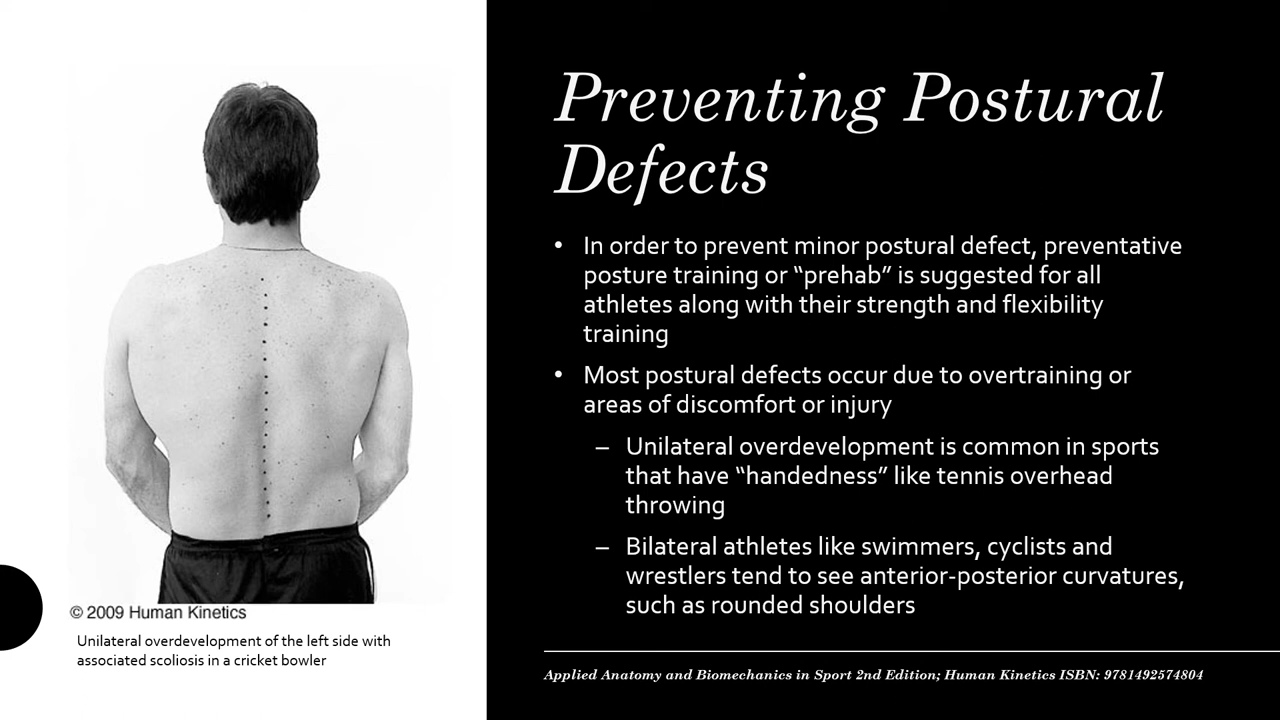 Preventing Postural
Defects
• In order to prevent minor postural defect, preventative
posture training or “prehab” is suggested for all
athletes along with their strength and flexibility
training
• Most postural defects occur due to overtraining or
areas of discomfort or injury
– Unilateral overdevelopment is common in sports
that have “handedness” like tennis overhead
throwing
– Bilateral athletes like swimmers, cyclists and
wrestlers tend to see anterior-posterior curvatures,
such as rounded shoulders
© 2009 Human Kinetics
Unilateral overdevelopment of the left side with
associated scoliosis in a cricket bowler
Applied Anatomy and Biomechanics in Sport 2nd Edition; Human Kinetics ISBN: 9781492574804